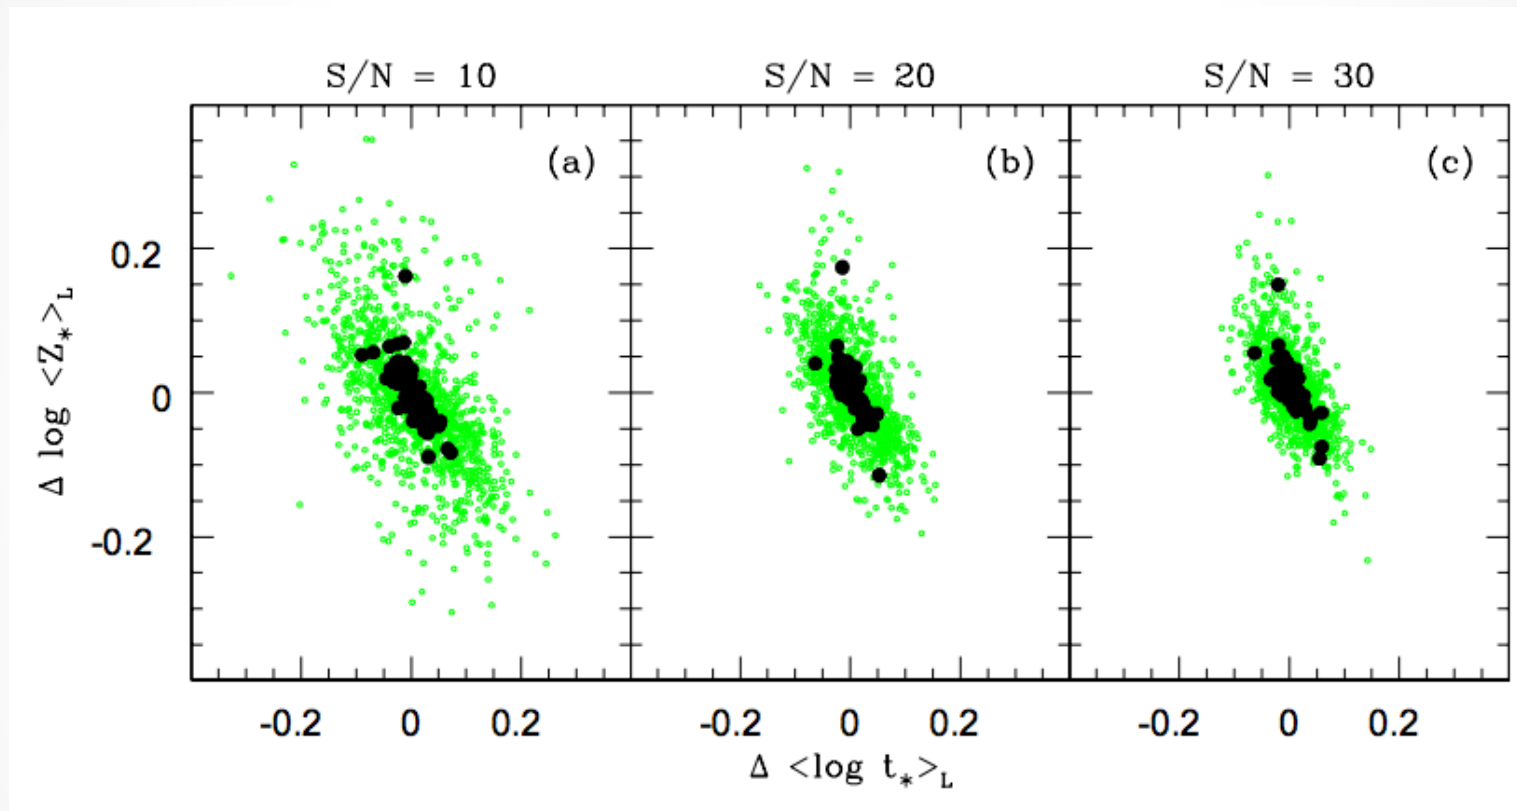 S/N = 10 S/N = 20 S/N = 30
(a) (b) (c)
0.2
0
-0.2
Δ log <Z*>L
-0.2 0 0.2 -0.2 0 0.2 -0.2 0 0.2
Δ <log t*>L